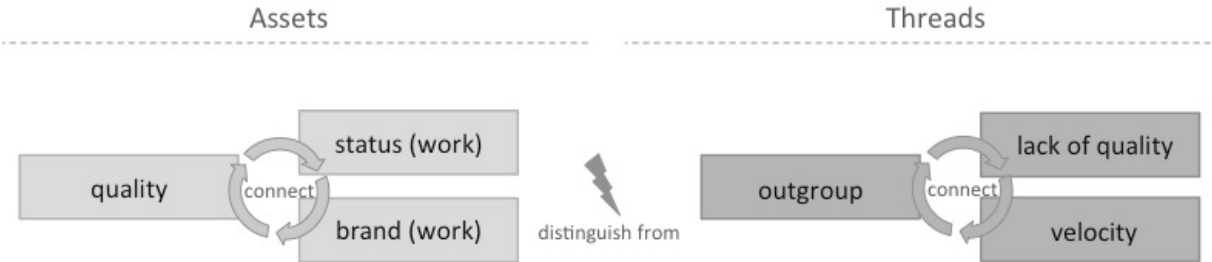 Assets
Threads
status (work)
quality
connect
brand (work)
distinguish from
lack of quality
outgroup
connect
velocity